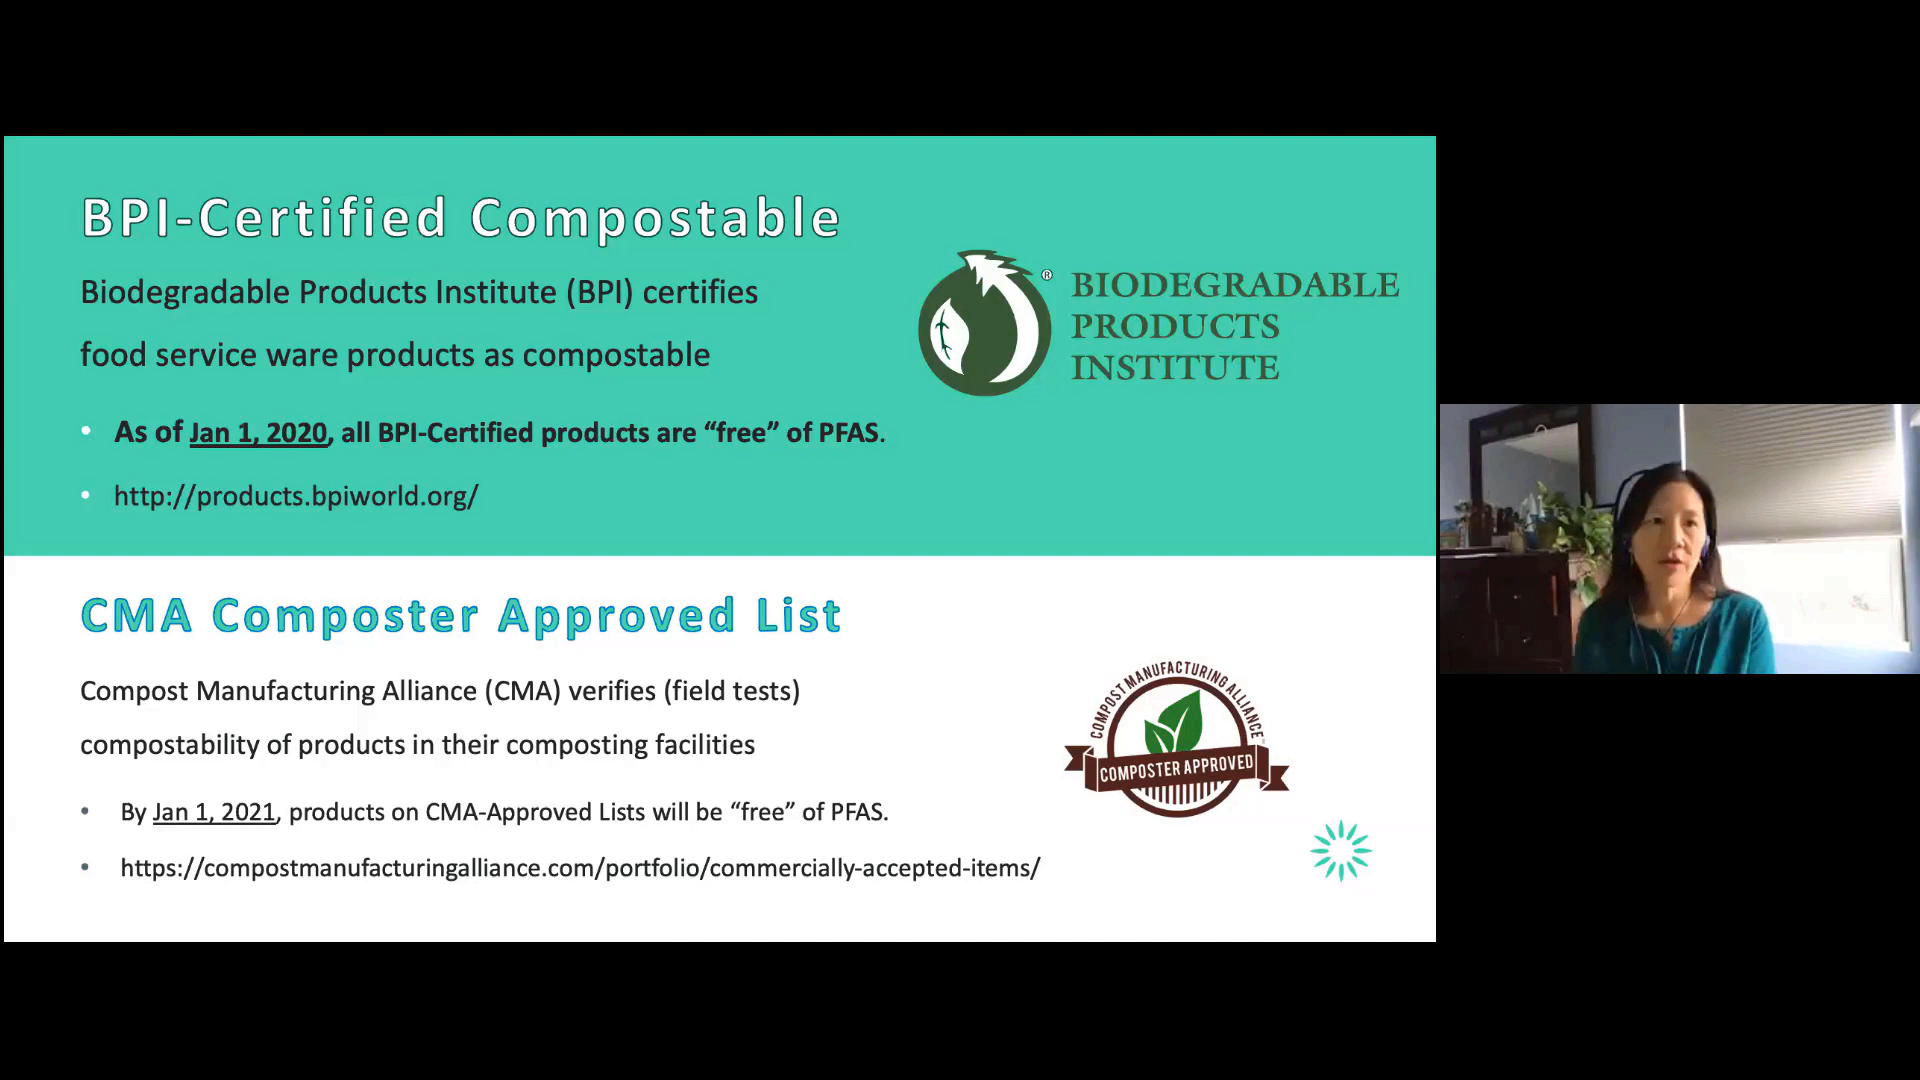 BPI-Certified Compostable
Biodegradable Products Institute (BPI) certifies
food service ware products as compostable
• As of Jan 1, 2020, all BPI-Certified products are “free” of PFAS.
• http://products.bpiworld.org/
®
BIODEGRADABLE
PRODUCTS
INSTITUTE
CMA Composter Approved List
Compost Manufacturing Alliance (CMA) verifies (field tests)
compostability of products in their composting facilities
• By Jan 1, 2021, products on CMA-Approved Lists will be “free” of PFAS.
• https://compostmanufacturingalliance.com/portfolio/commercially-accepted-items/
COMPOST MANUFACTURING ALLIANCE
COMPOSTER APPROVED